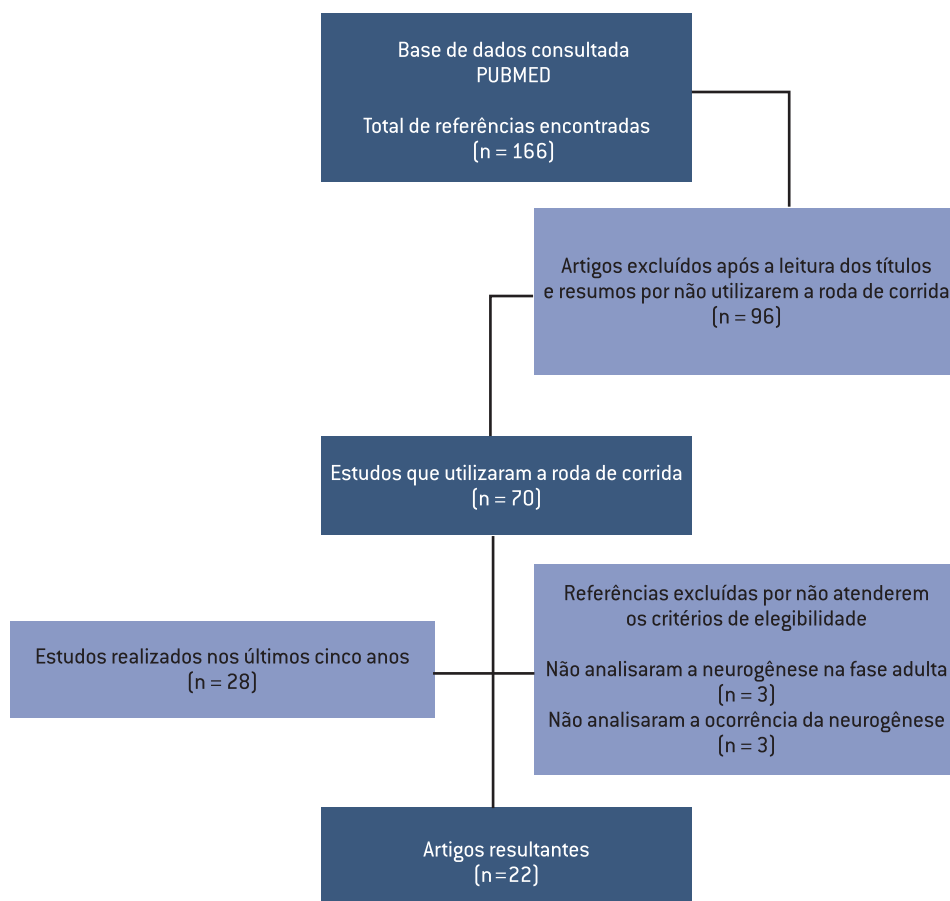 Base de dados consultada
PUBMED
Total de referências encontradas
(n = 166)
Artigos excluídos após a leitura dos títulos
e resumos por não utilizarem a roda de corrida
(n = 96)
Estudos que utilizaram a roda de corrida
(n = 70)
Estudos realizados nos últimos cinco anos
(n = 28)
Referências excluídas por não atenderem
os critérios de elegibilidade
Não analisaram a neurogênese na fase adulta
(n = 3)
Não analisaram a ocorrência da neurogênese
(n = 3)
Artigos resultantes
(n=22)